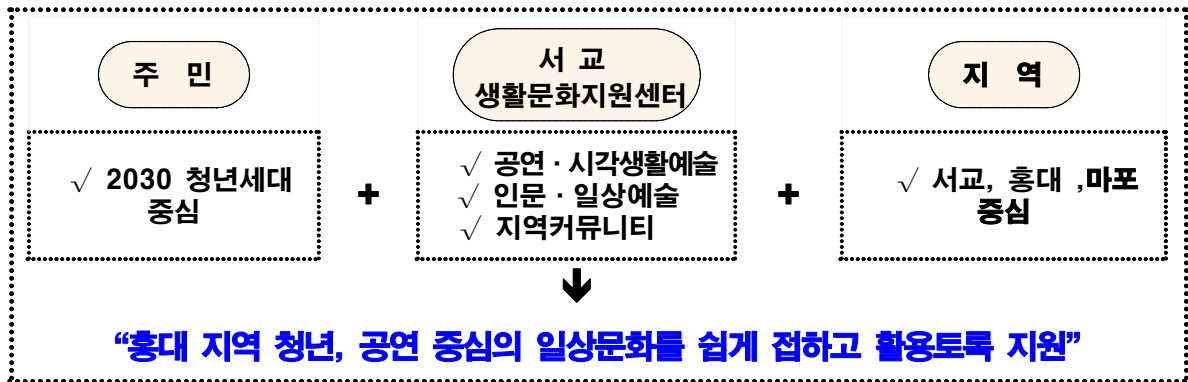 주 민
서 교
생활문화지원센터
지 역
√ 2030 청년세대
중심
+
√ 공연·시각생활예술
√ 인문·일상예술
√ 지역커뮤니티
+
√ 서교, 홍대 ,마포
중심
“홍대 지역 청년, 공연 중심의 일상문화를 쉽게 접하고 활용토록 지원”